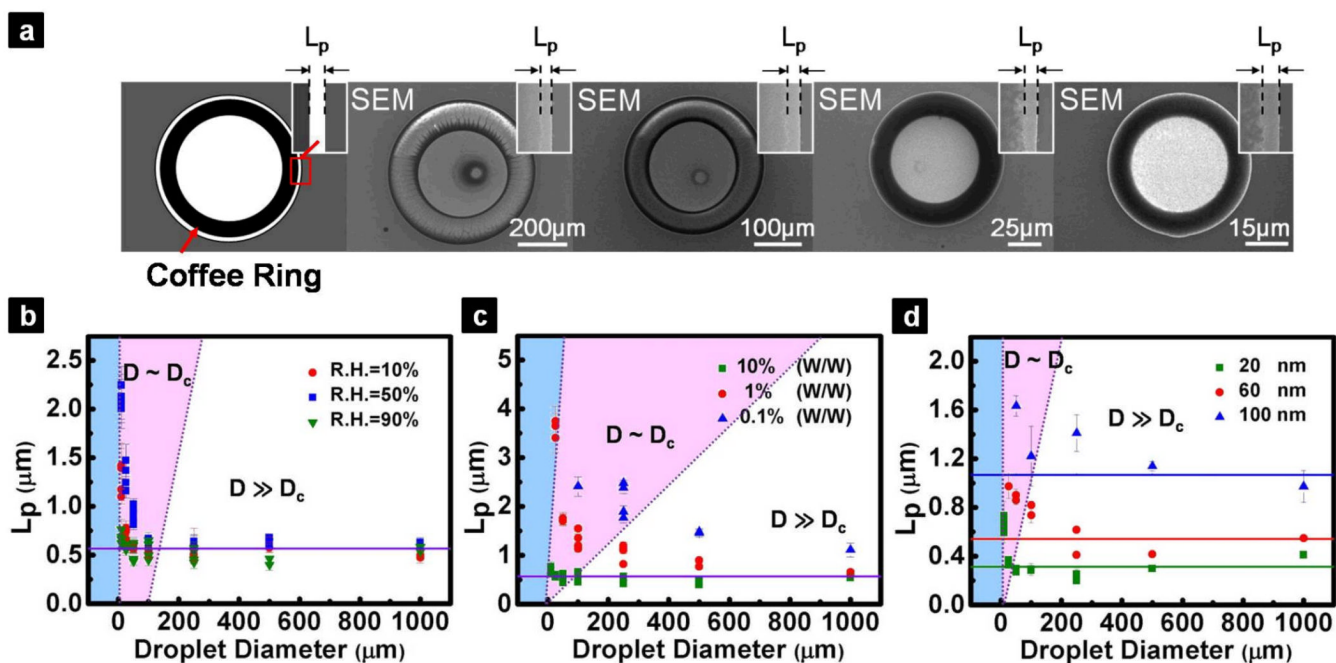 a
Lp Lp Lp Lp Lp
SEM SEM SEM SEM
200μm 100μm 25μm 15μm
Coffee Ring
b
Lp (μm)
2.5
2.0
1.5
1.0
0.5
0.0
D ~ Dc
R.H.=10%
R.H.=50%
R.H.=90%
D ≫ Dc
0 200 400 600 800 1000
Droplet Diameter (μm)
c
Lp (μm)
5
4
3
2
1
0
10% (W/W)
1% (W/W)
0.1% (W/W)
D ~ Dc
D ≫ Dc
0 200 400 600 800 1000
Droplet Diameter (μm)
d
Lp (μm)
2.0
1.6
1.2
0.8
0.4
0.0
D ~ Dc
20 nm
60 nm
100 nm
D ≫ Dc
0 200 400 600 800 1000
Droplet Diameter (μm)